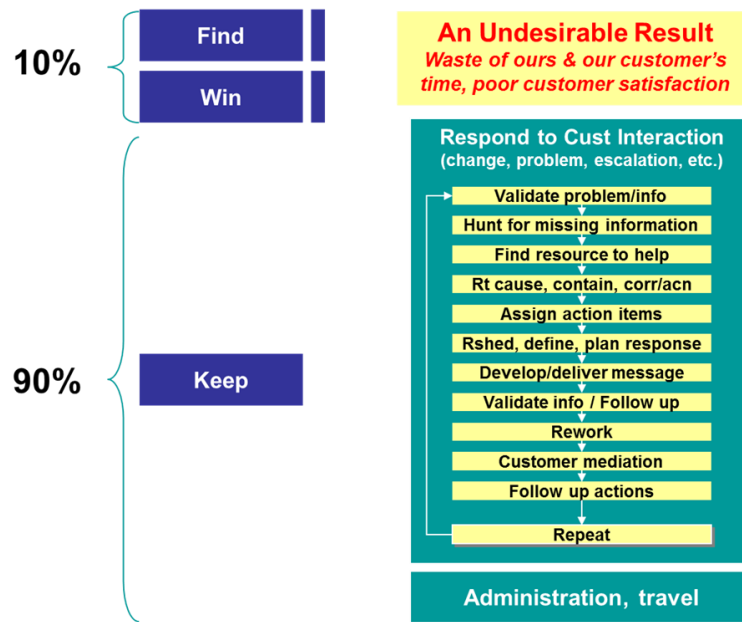 10%
Find
Win
90%
Keep
An Undesirable Result
Waste of ours & our customer's
time, poor customer satisfaction
Respond to Cust Interaction
(change, problem, escalation, etc.)
Validate problem/info
Hunt for missing information
Find resource to help
Rt cause, contain, corr/acn
Assign action items
Rshed, define, plan response
Develop/deliver message
Validate info / Follow up
Rework
Customer mediation
Follow up actions
Repeat
Administration, travel